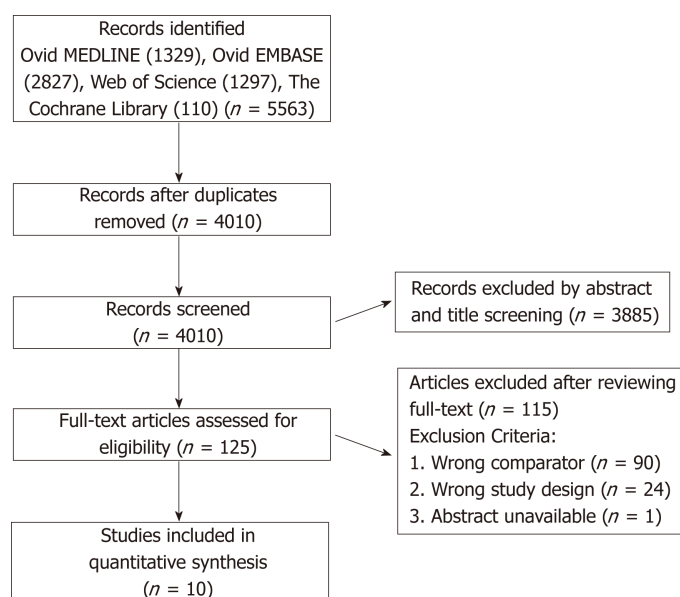 Records identified
Ovid MEDLINE (1329), Ovid EMBASE
(2827), Web of Science (1297), The
Cochrane Library (110) (n = 5563)
Records after duplicates
removed (n = 4010)
Records screened
(n = 4010)
Records excluded by abstract
and title screening (n = 3885)
Full-text articles assessed for
eligibility (n = 125)
Articles excluded after reviewing
full-text (n = 115)
Exclusion Criteria:
1. Wrong comparator (n = 90)
2. Wrong study design (n = 24)
3. Abstract unavailable (n = 1)
Studies included in
quantitative synthesis
(n = 10)